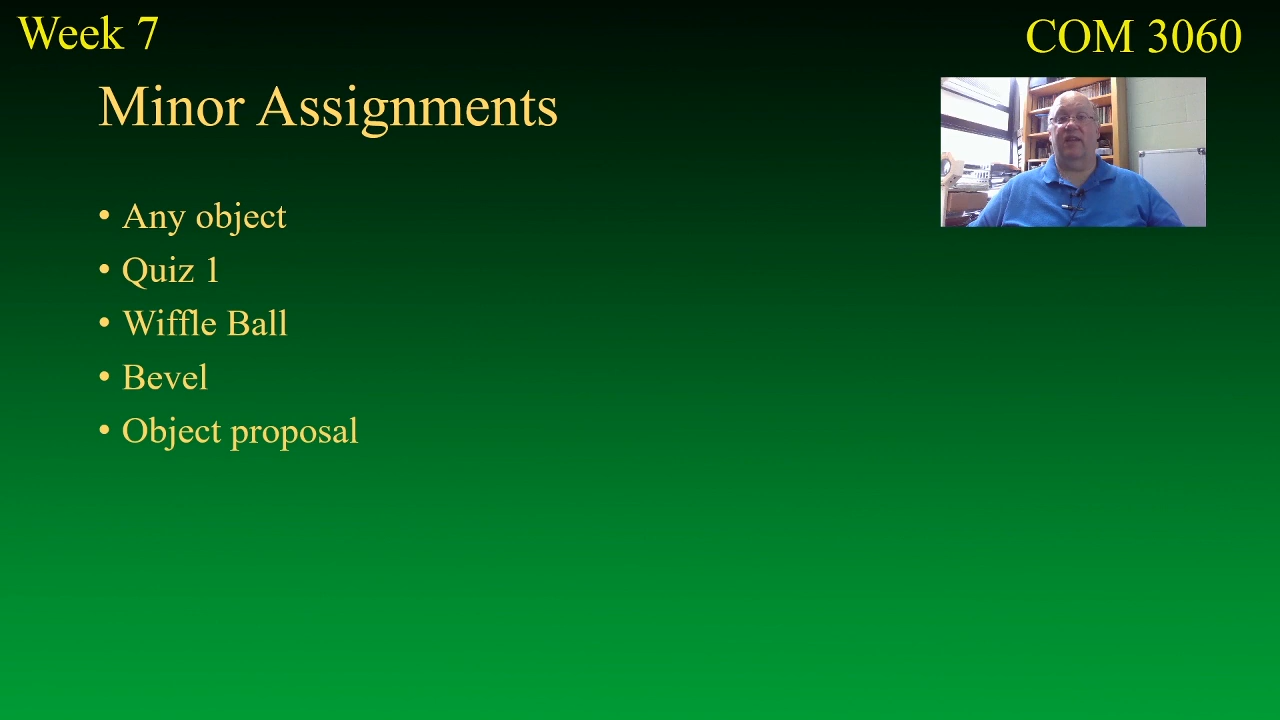 Week 7
COM 3060
Minor Assignments
• Any object
• Quiz 1
• Wiffle Ball
• Bevel
• Object proposal